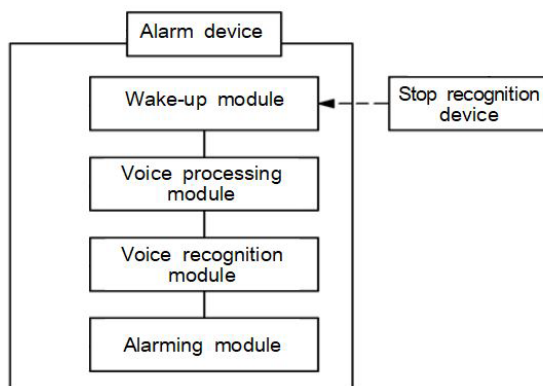 Alarm device
Wake-up module
Stop recognition
device
Voice processing
module
Voice recognition
module
Alarming module